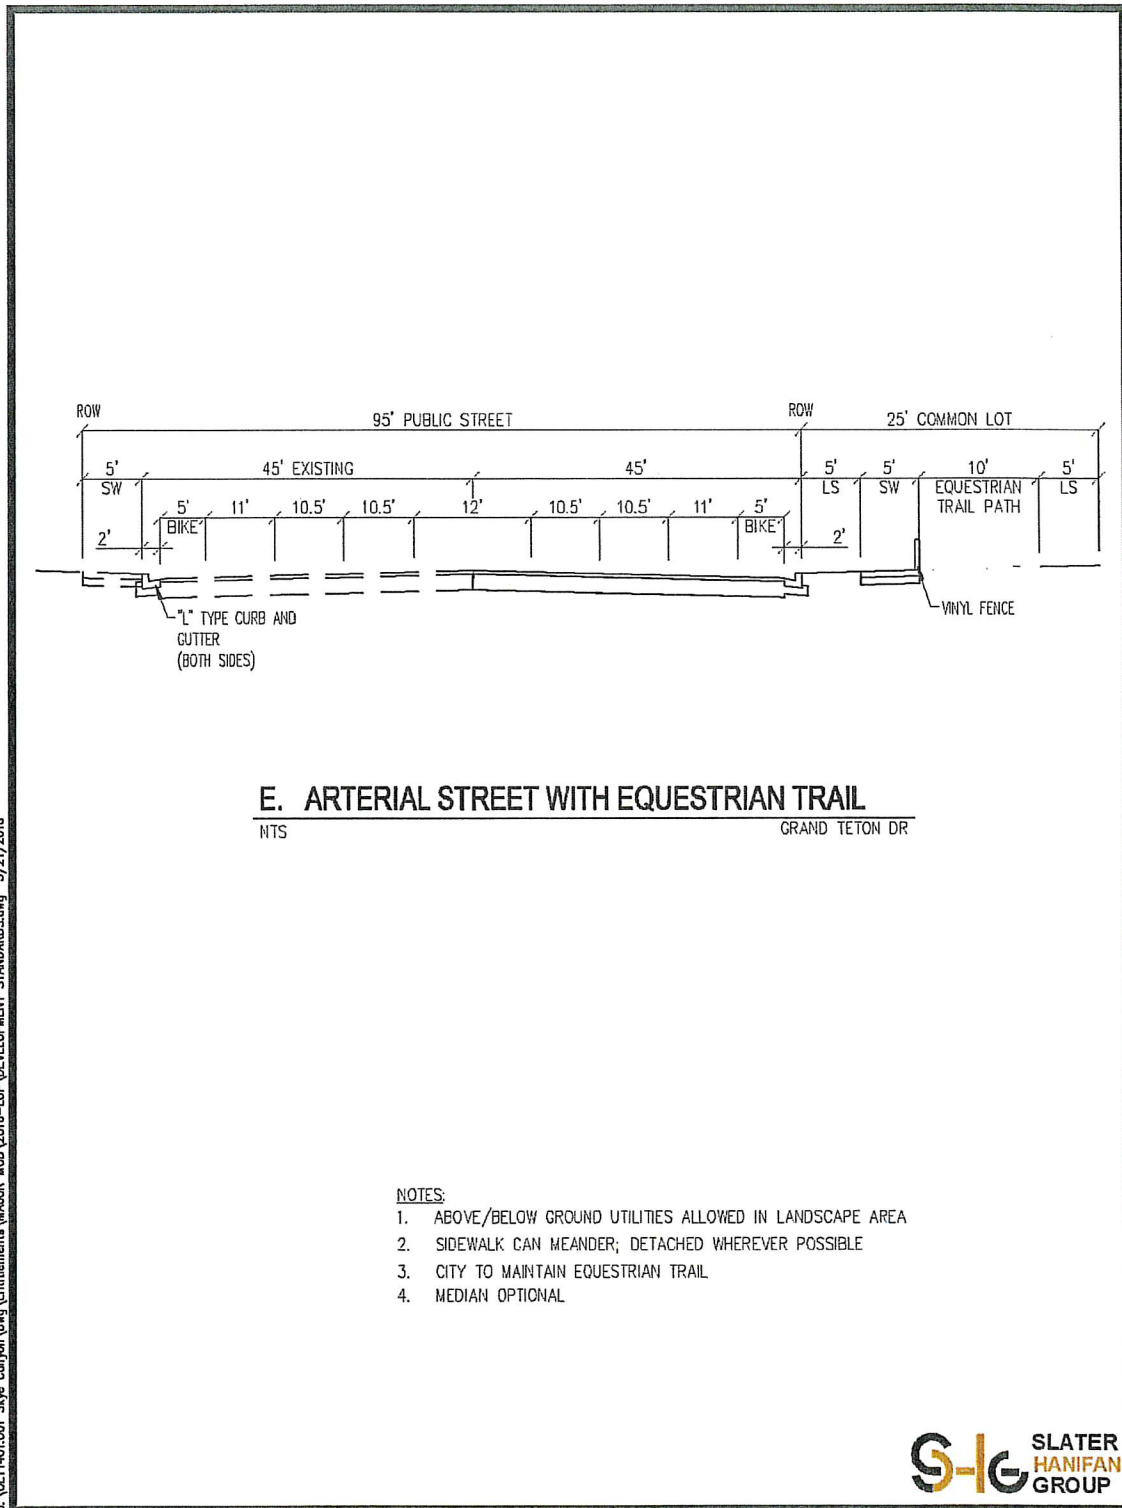 ROW
95' PUBLIC STREET
ROW
25' COMMON LOT
5'
SW
45' EXISTING
45'
5'
LS
5'
SW
10'
EQUESTRIAN
TRAIL PATH
5'
LS
2'
5'
BIKE
11'
10.5'
10.5'
12'
10.5'
10.5'
11'
5'
BIKE
2'
"L" TYPE CURB AND
GUTTER
(BOTH SIDES)
VINYL FENCE
E. ARTERIAL STREET WITH EQUESTRIAN TRAIL
NTS
GRAND TETON DR
NOTES:
1. ABOVE/BELOW GROUND UTILITIES ALLOWED IN LANDSCAPE AREA
2. SIDEWALK CAN MEANDER; DETACHED WHEREVER POSSIBLE
3. CITY TO MAINTAIN EQUESTRIAN TRAIL
4. MEDIAN OPTIONAL
SHG
SLATER
HANIFAN
GROUP